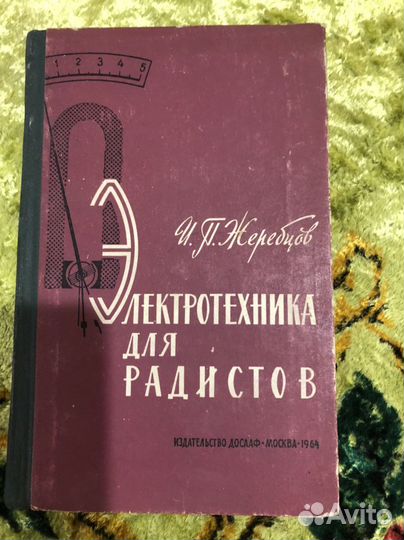 1 2 3 4 5
И. П. Жеребцов
ЭЛЕКТРОТЕХНИКА
ДЛЯ
РАДИСТОВ
ИЗДАТЕЛЬСТВО ДОСААФ·МОСКВА·1964
Avito